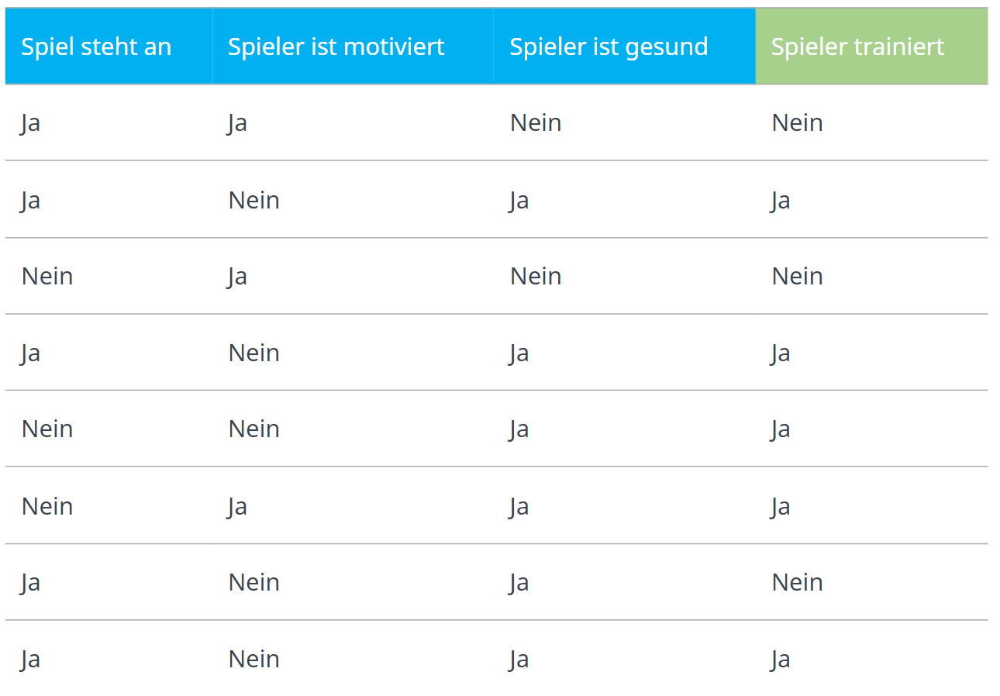 Spiel steht an Spieler ist motiviert Spieler ist gesund Spieler trainiert
Ja Ja Nein Nein
Ja Nein Ja Ja
Nein Ja Nein Nein
Ja Nein Ja Ja
Nein Nein Ja Ja
Nein Ja Ja Ja
Ja Nein Ja Nein
Ja Nein Ja Ja